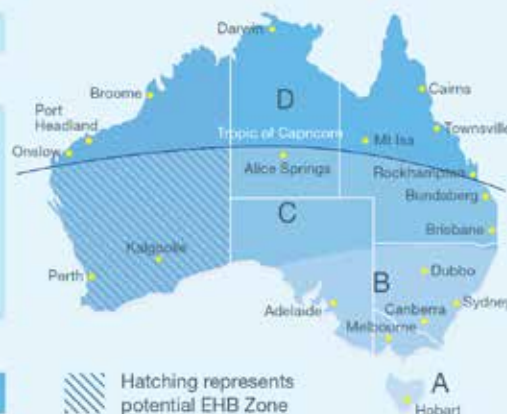 Darwin
Broome
Cairns
D
Port
Headland
Townsville
Tropic of Capricorn
Mt Isa
Onslow
Alice Springs
Rockhampton
Bundaberg
C
Brisbane
Kalgoolie
Perth
Dubbo
B
Adelaide
Canberra
Sydney
Melbourne
A
Hatching represents
potential EHB Zone
Hobart